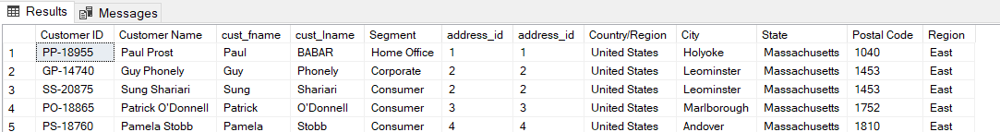 Results Messages
Customer ID Customer Name cust_fname cust_lname Segment address_id address_id Country/Region City State Postal Code Region
1 PP-18955 Paul Prost Paul BABAR Home Office 1 1 United States Holyoke Massachusetts 1040 East
2 GP-14740 Guy Phonely Guy Phonely Corporate 2 2 United States Leominster Massachusetts 1453 East
3 SS-20875 Sung Shariari Sung Shariari Consumer 2 2 United States Leominster Massachusetts 1453 East
4 PO-18865 Patrick O'Donnell Patrick O'Donnell Consumer 3 3 United States Marlborough Massachusetts 1752 East
5 PS-18760 Pamela Stobb Pamela Stobb Consumer 4 4 United States Andover Massachusetts 1810 East